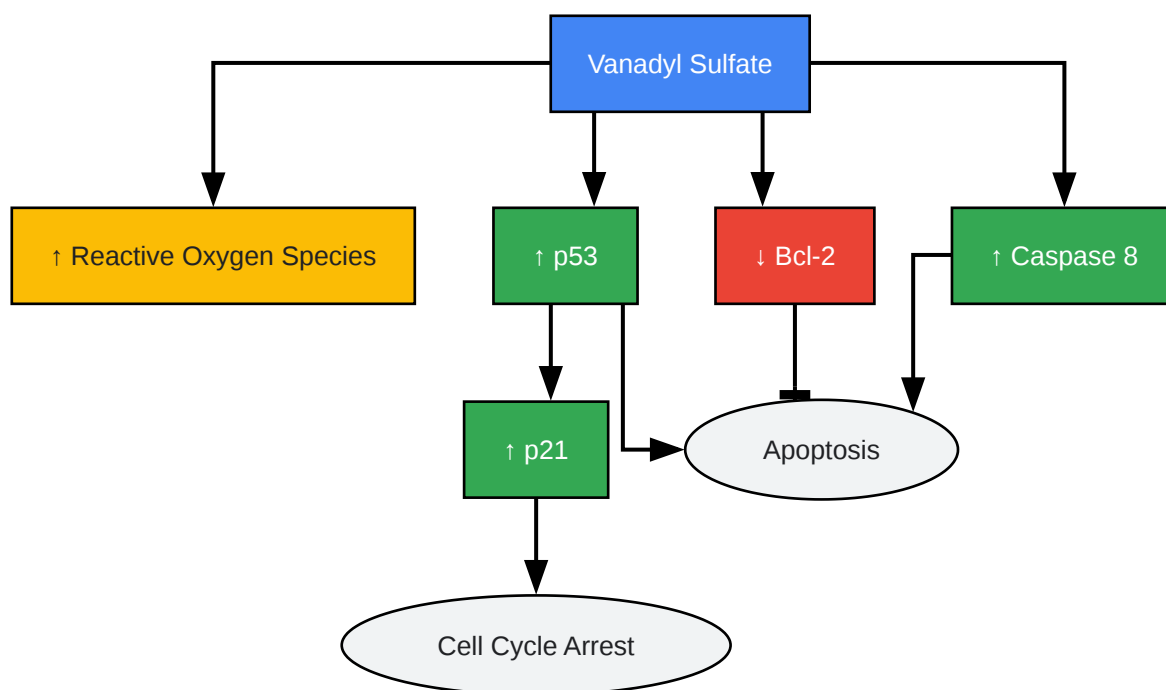 Vanadyl Sulfate
↑ Reactive Oxygen Species
↑ p53
↓ Bcl-2
↑ Caspase 8
↑ p21
Apoptosis
Cell Cycle Arrest